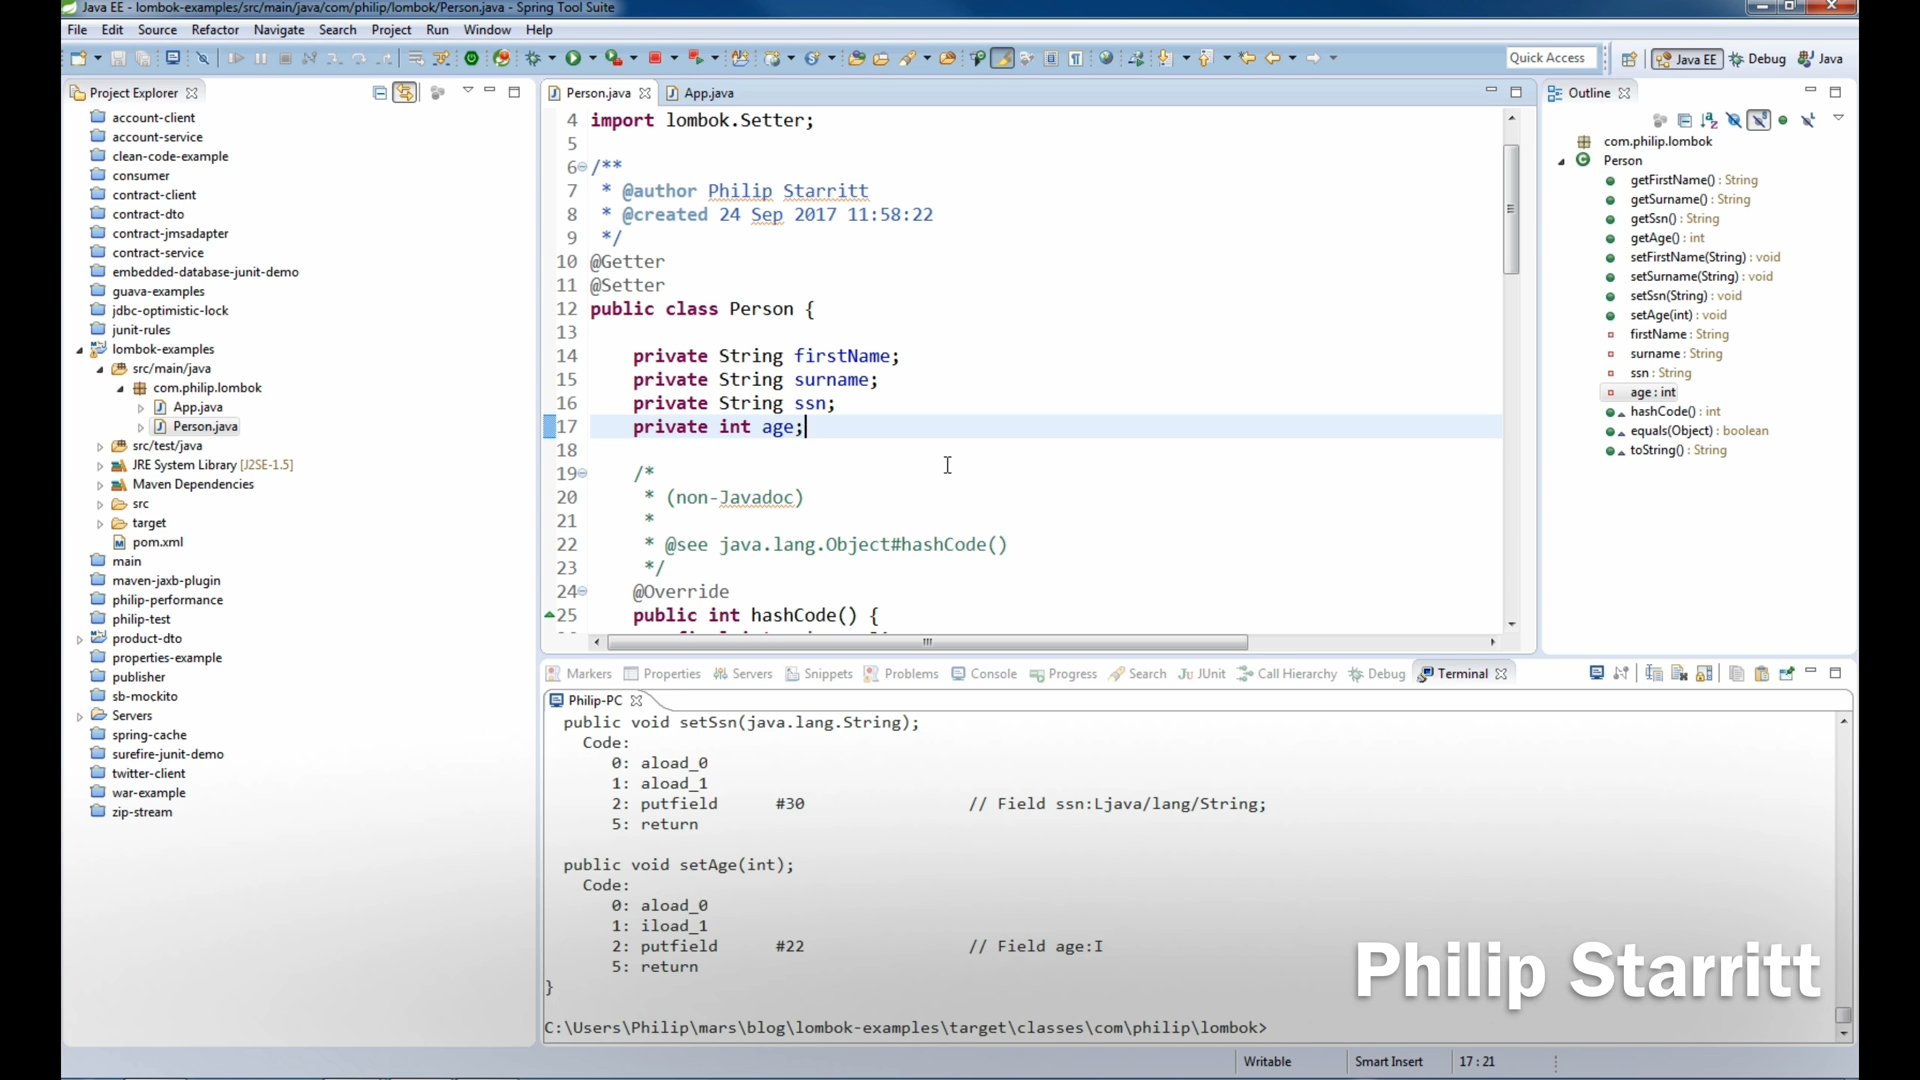 Java EE - lombok-examples/src/main/java/com/philip/lombok/Person.java - Spring Tool Suite
File Edit Source Refactor Navigate Search Project Run Window Help
Quick Access
Java EE
Debug
Java
Project Explorer
account-client
account-service
clean-code-example
consumer
contract-client
contract-dto
contract-jmsadapter
contract-service
embedded-database-junit-demo
guava-examples
jdbc-optimistic-lock
junit-rules
lombok-examples
src/main/java
com.philip.lombok
App.java
Person.java
src/test/java
JRE System Library [J2SE-1.5]
Maven Dependencies
src
target
pom.xml
main
maven-jaxb-plugin
philip-performance
philip-test
product-dto
properties-example
publisher
sb-mockito
Servers
spring-cache
surefire-junit-demo
twitter-client
war-example
zip-stream
Person.java
App.java
4 import lombok.Setter;
5
6 /**
7 * @author Philip Starritt
8 * @created 24 Sep 2017 11:58:22
9 */
10 @Getter
11 @Setter
12 public class Person {
13
14 private String firstName;
15 private String surname;
16 private String ssn;
17 private int age;
18
19 /*
20 * (non-Javadoc)
21 *
22 * @see java.lang.Object#hashCode()
23 */
24 @Override
25 public int hashCode() {
Outline
com.philip.lombok
Person
getFirstName() : String
getSurname() : String
getSsn() : String
getAge() : int
setFirstName(String) : void
setSurname(String) : void
setSsn(String) : void
setAge(int) : void
firstName : String
surname : String
ssn : String
age : int
hashCode() : int
equals(Object) : boolean
toString() : String
Markers Properties Servers Snippets Problems Console Progress Search JUnit Call Hierarchy Debug Terminal
Philip-PC
public void setSsn(java.lang.String);
Code:
0: aload_0
1: aload_1
2: putfield #30 // Field ssn:Ljava/lang/String;
5: return
public void setAge(int);
Code:
0: aload_0
1: iload_1
2: putfield #22 // Field age:I
5: return
}
C:\Users\Philip\mars\blog\lombok-examples\target\classes\com\philip\lombok>
Philip Starritt
Writable
Smart Insert
17 : 21